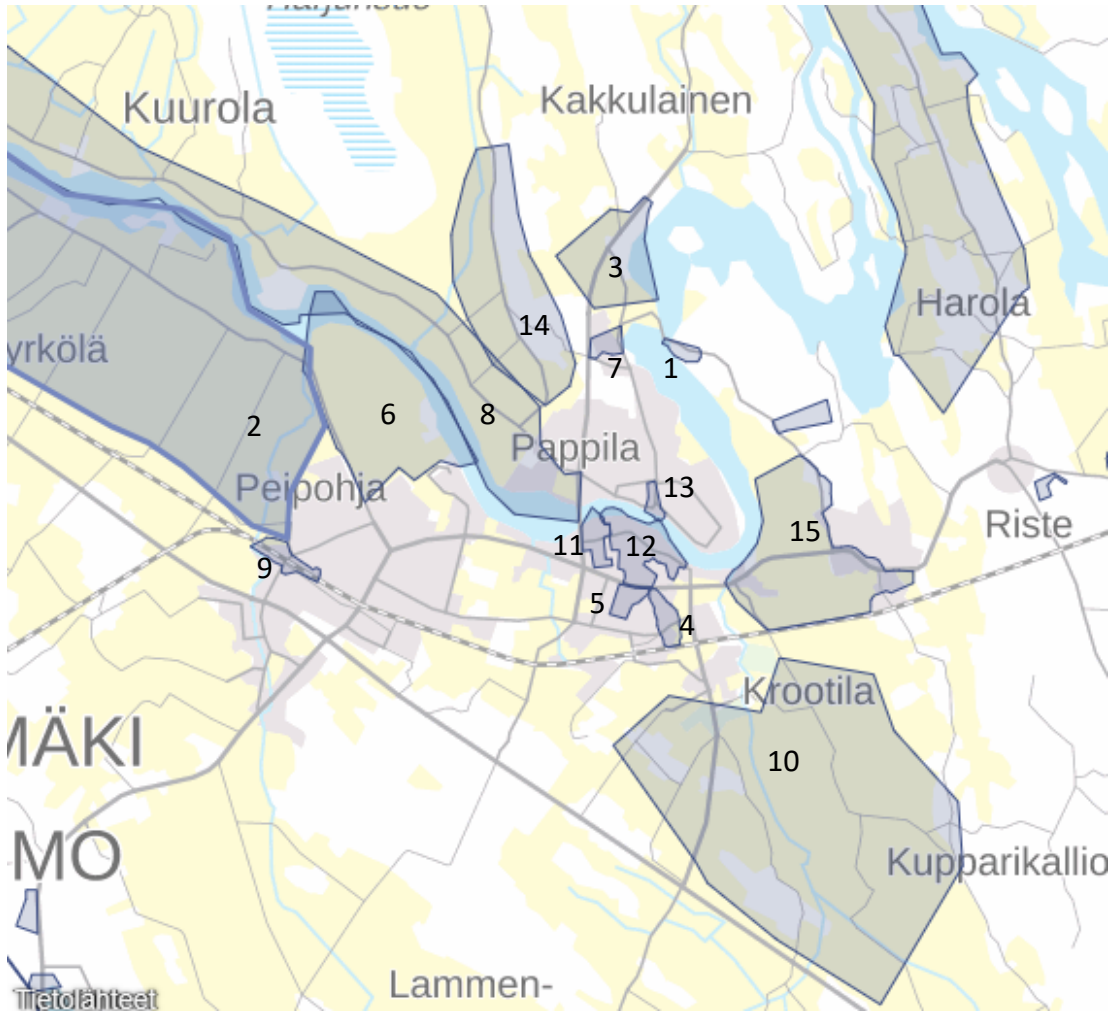 Harjunsuo
Kuurola
Kakkulainen
3
Harola
14
yrkölä
7
1
2
6
8
Pappila
Peipohja
13
Riste
15
11
12
9
5
4
Krootila
MÄKI
10
MO
Kupparikallio
Lammen-
Tietolähteet